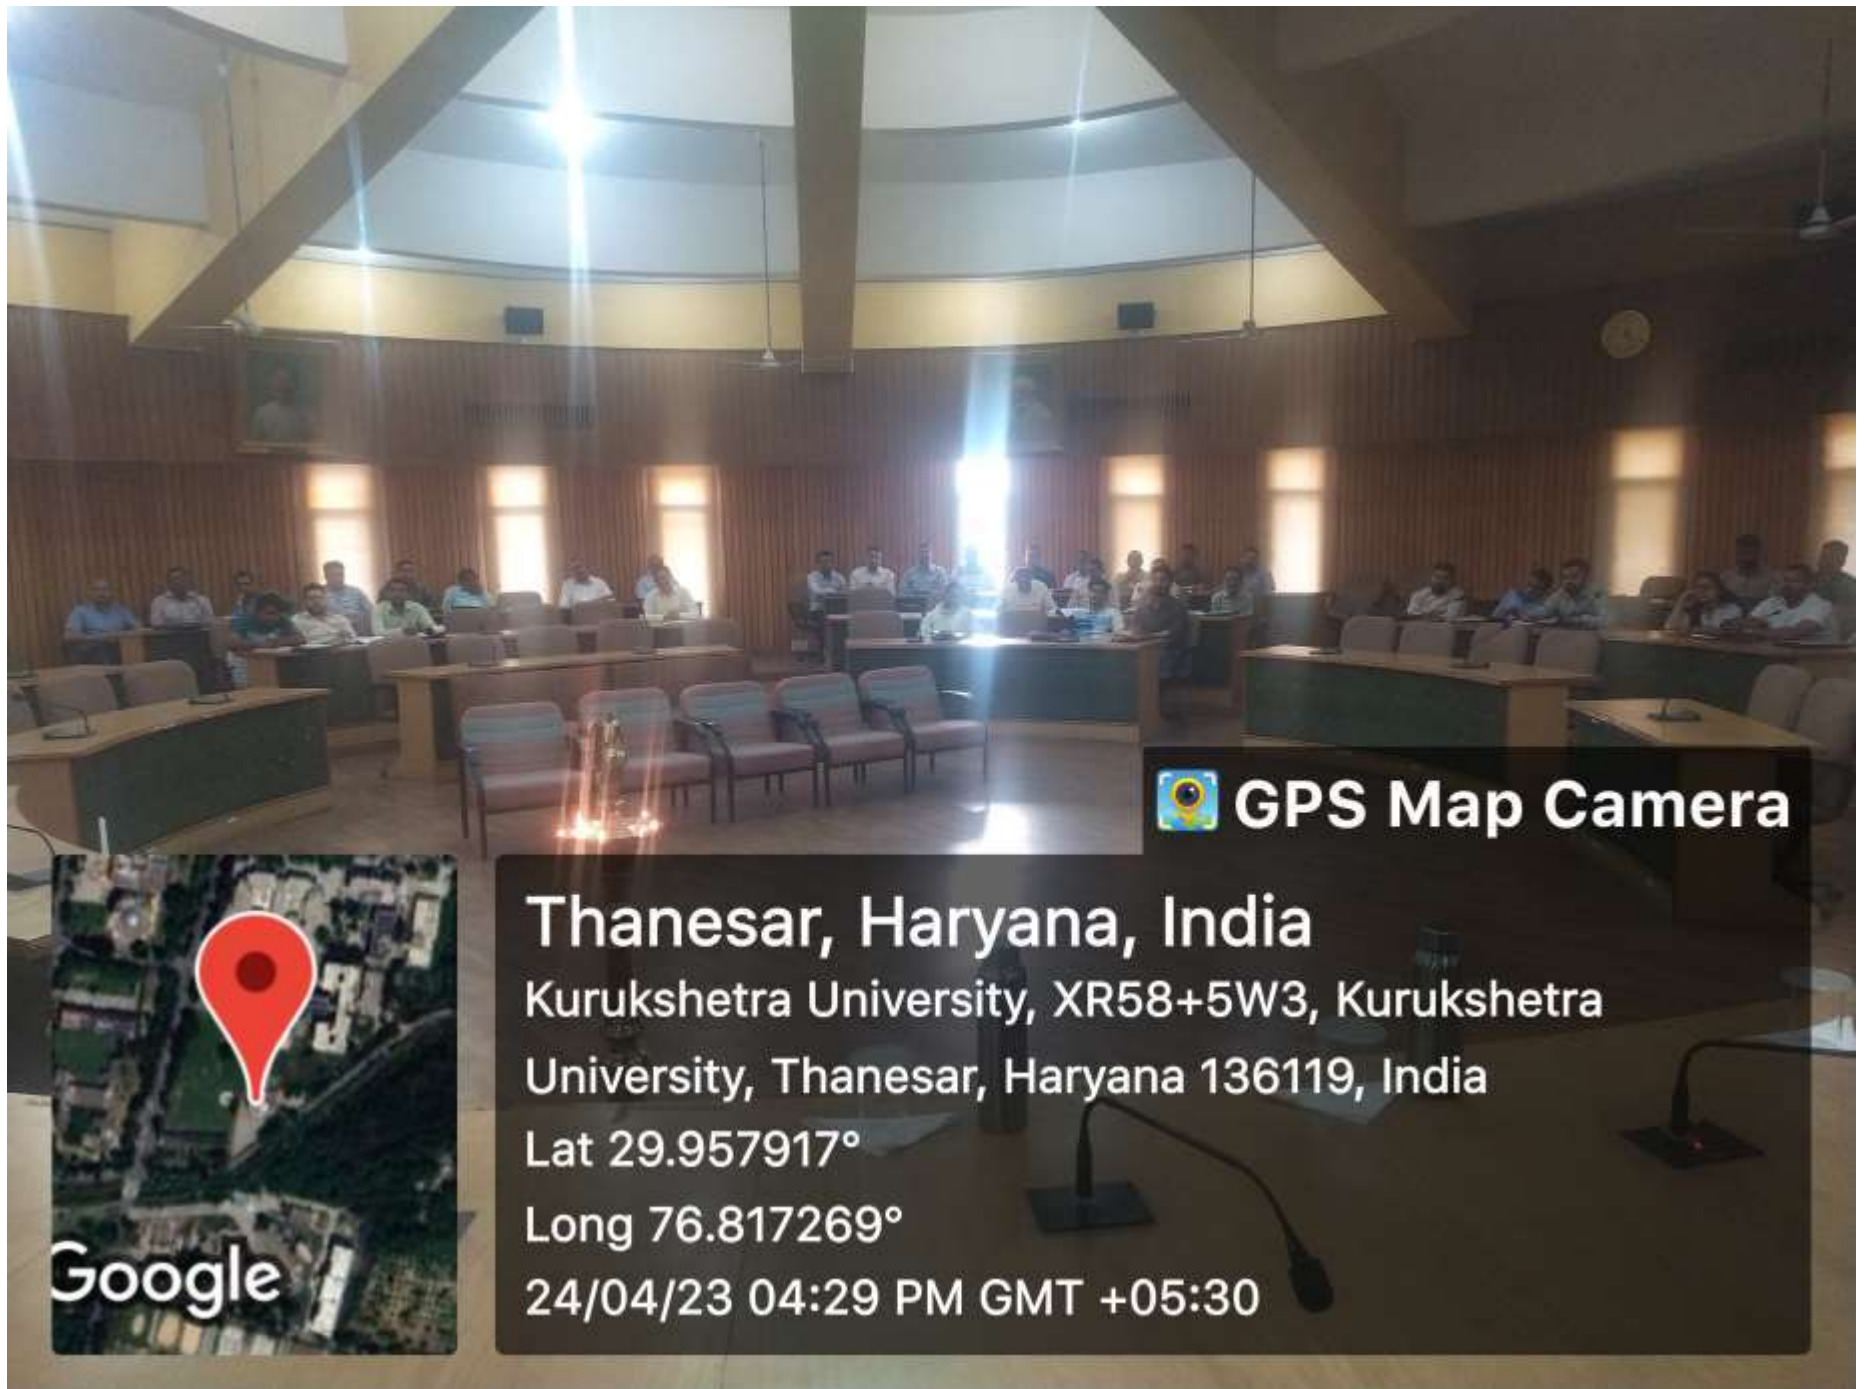 GPS Map Camera
Thanesar, Haryana, India
Kurukshetra University, XR58+5W3, Kurukshetra
University, Thanesar, Haryana 136119, India
Lat 29.957917°
Long 76.817269°
24/04/23 04:29 PM GMT +05:30
Google